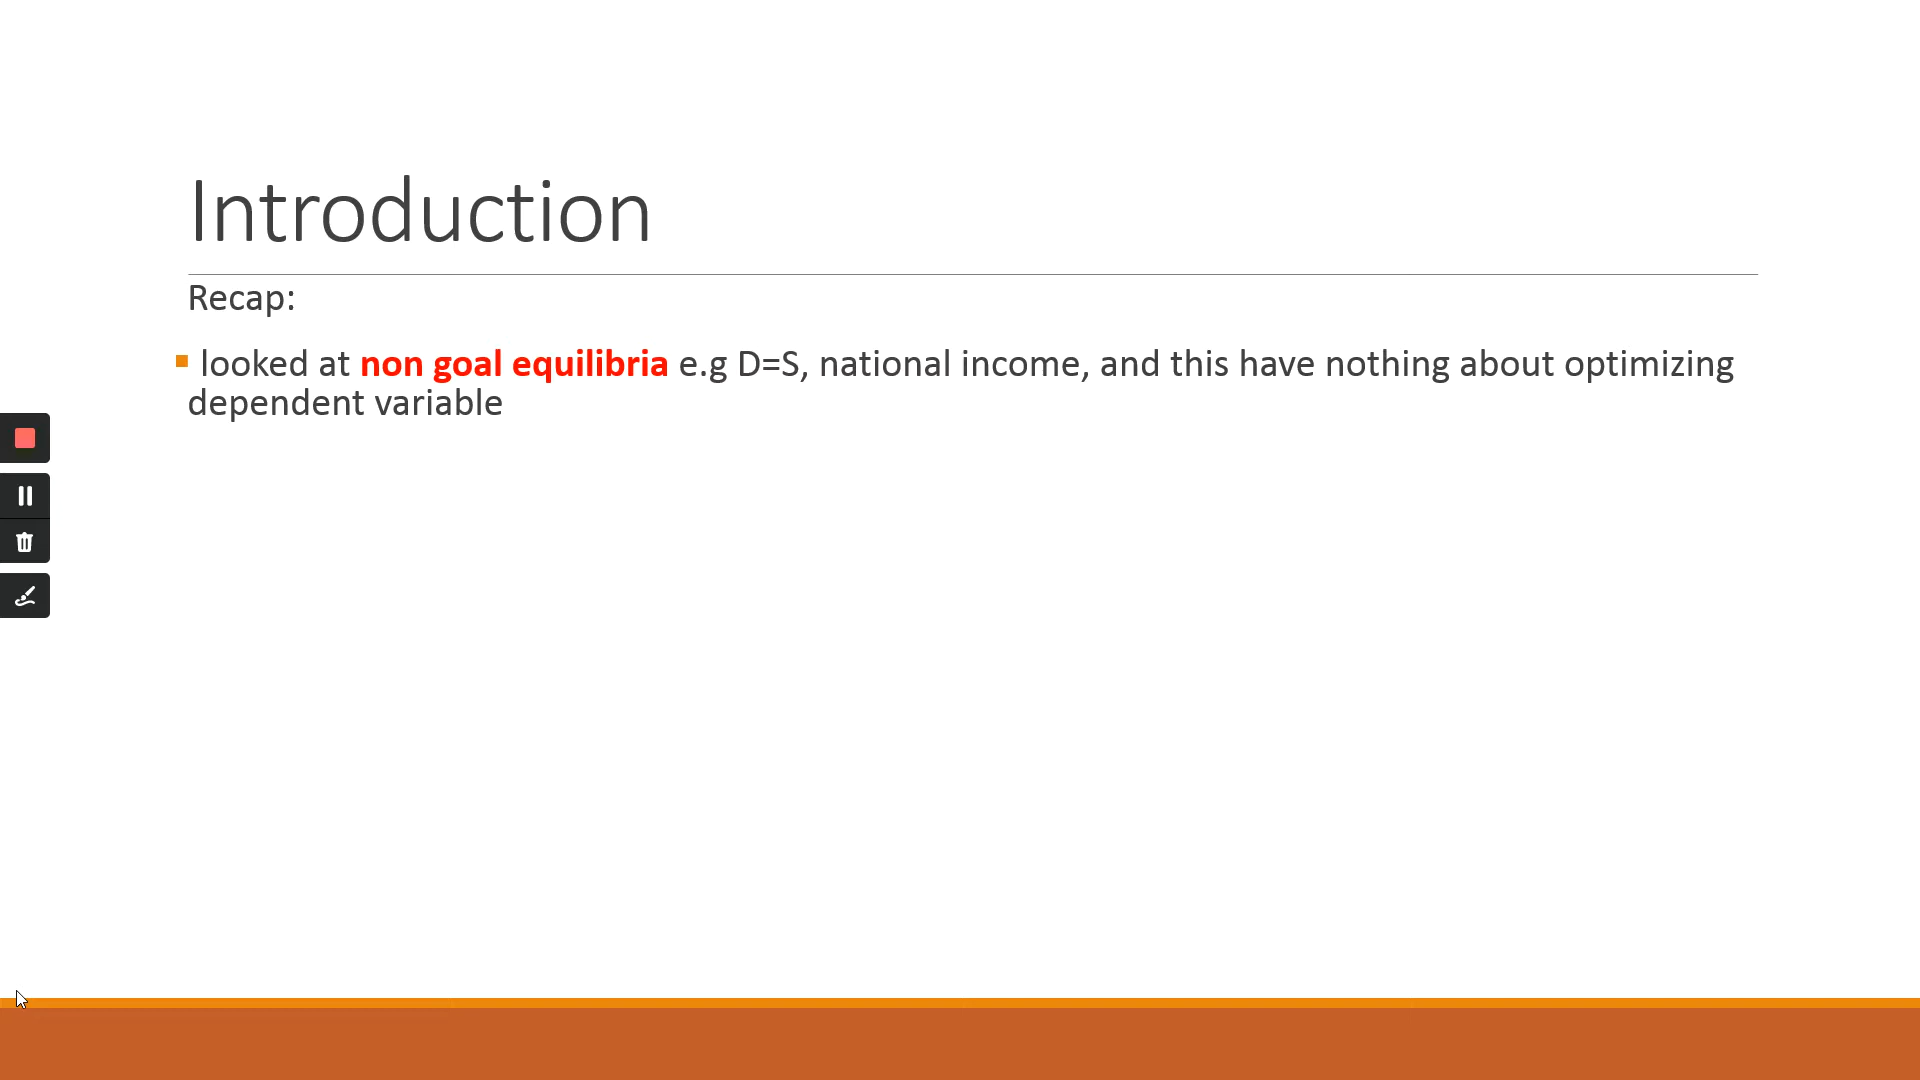 Introduction
Recap:
looked at non goal equilibria e.g D=S, national income, and this have nothing about optimizing
dependent variable